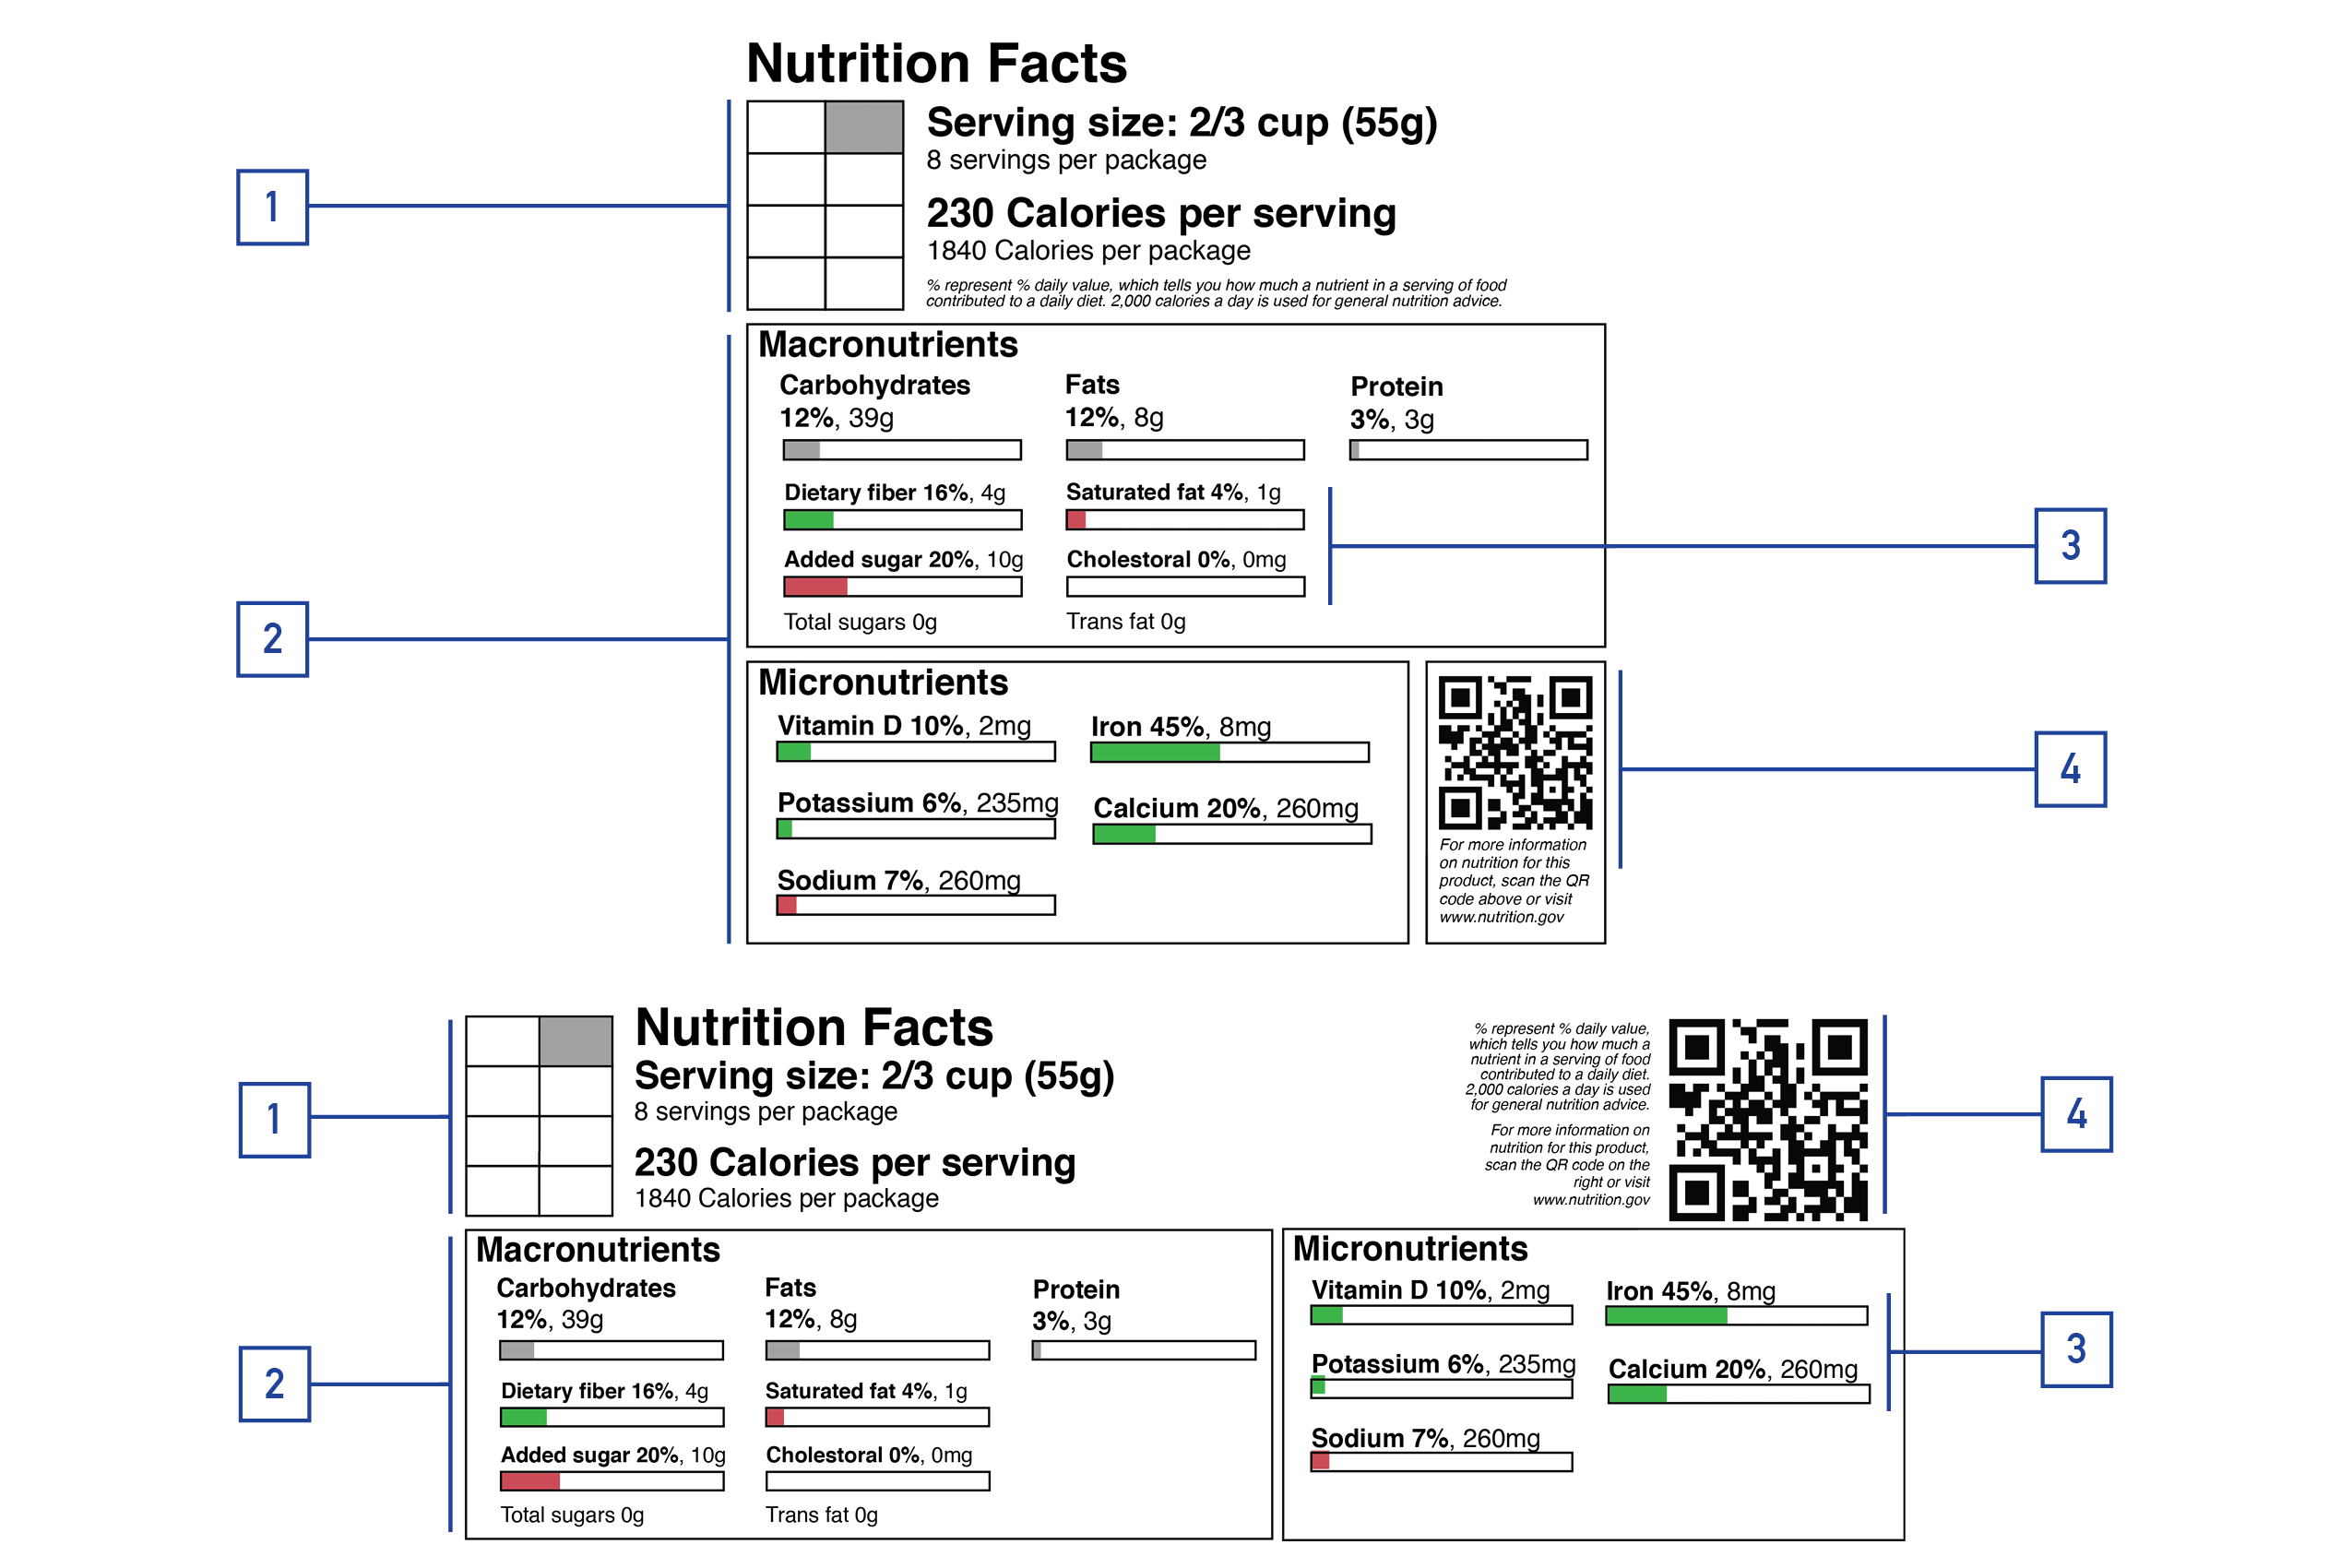 Nutrition Facts
1
Serving size: 2/3 cup (55g)
8 servings per package
230 Calories per serving
1840 Calories per package
% represent % daily value, which tells you how much a nutrient in a serving of food
contributed to a daily diet. 2,000 calories a day is used for general nutrition advice.
2
Macronutrients
Carbohydrates
12%, 39g
Dietary fiber 16%, 4g
Added sugar 20%, 10g
Total sugars 0g
Fats
12%, 8g
Saturated fat 4%, 1g
Cholestoral 0%, 0mg
Trans fat 0g
Protein
3%, 3g
3
Micronutrients
Vitamin D 10%, 2mg
Potassium 6%, 235mg
Sodium 7%, 260mg
Iron 45%, 8mg
Calcium 20%, 260mg
For more information
on nutrition for this
product, scan the QR
code above or visit
www.nutrition.gov
4
1
Nutrition Facts
Serving size: 2/3 cup (55g)
8 servings per package
230 Calories per serving
1840 Calories per package
% represent % daily value,
which tells you how much a
nutrient in a serving of food
contributed to a daily diet.
2,000 calories a day is used
for general nutrition advice.
For more information on
nutrition for this product,
scan the QR code on the
right or visit
www.nutrition.gov
4
2
Macronutrients
Carbohydrates
12%, 39g
Dietary fiber 16%, 4g
Added sugar 20%, 10g
Total sugars 0g
Fats
12%, 8g
Saturated fat 4%, 1g
Cholestoral 0%, 0mg
Trans fat 0g
Protein
3%, 3g
Micronutrients
Vitamin D 10%, 2mg
Potassium 6%, 235mg
Sodium 7%, 260mg
Iron 45%, 8mg
Calcium 20%, 260mg
3